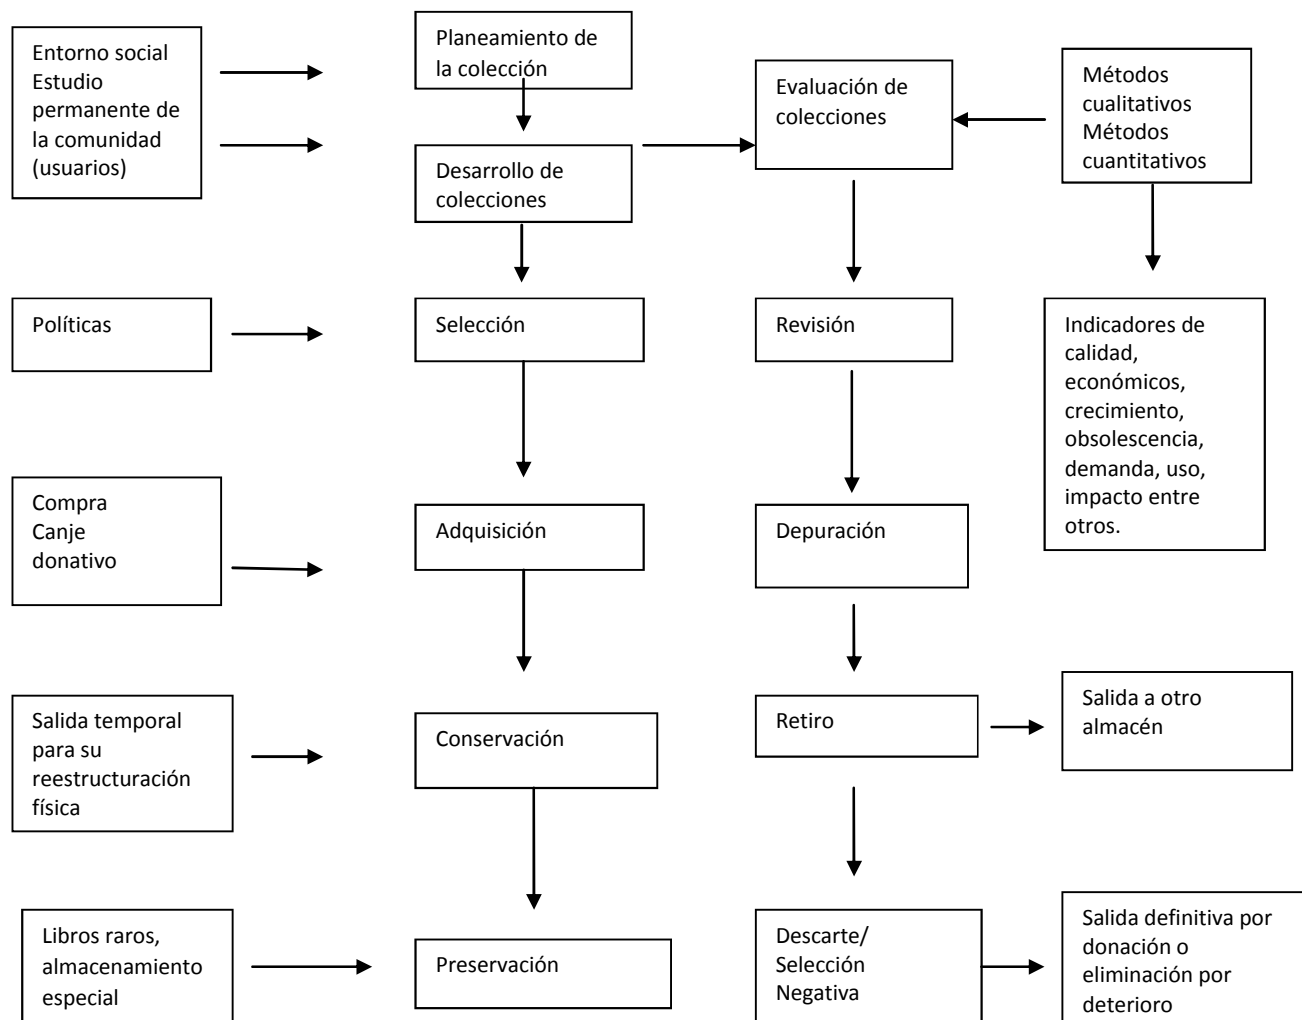 Entorno social
Estudio
permanente de
la comunidad
(usuarios)
Planeamiento de
la colección
Evaluación de
colecciones
Métodos
cualitativos
Métodos
cuantitativos
Desarrollo de
colecciones
Políticas
Selección
Revisión
Indicadores de
calidad,
económicos,
crecimiento,
obsolescencia,
demanda, uso,
impacto entre
otros.
Compra
Canje
donativo
Adquisición
Depuración
Salida temporal
para su
reestructuración
física
Conservación
Retiro
Salida a otro
almacén
Libros raros,
almacenamiento
especial
Preservación
Descarte/
Selección
Negativa
Salida definitiva por
donación o
eliminación por
deterioro